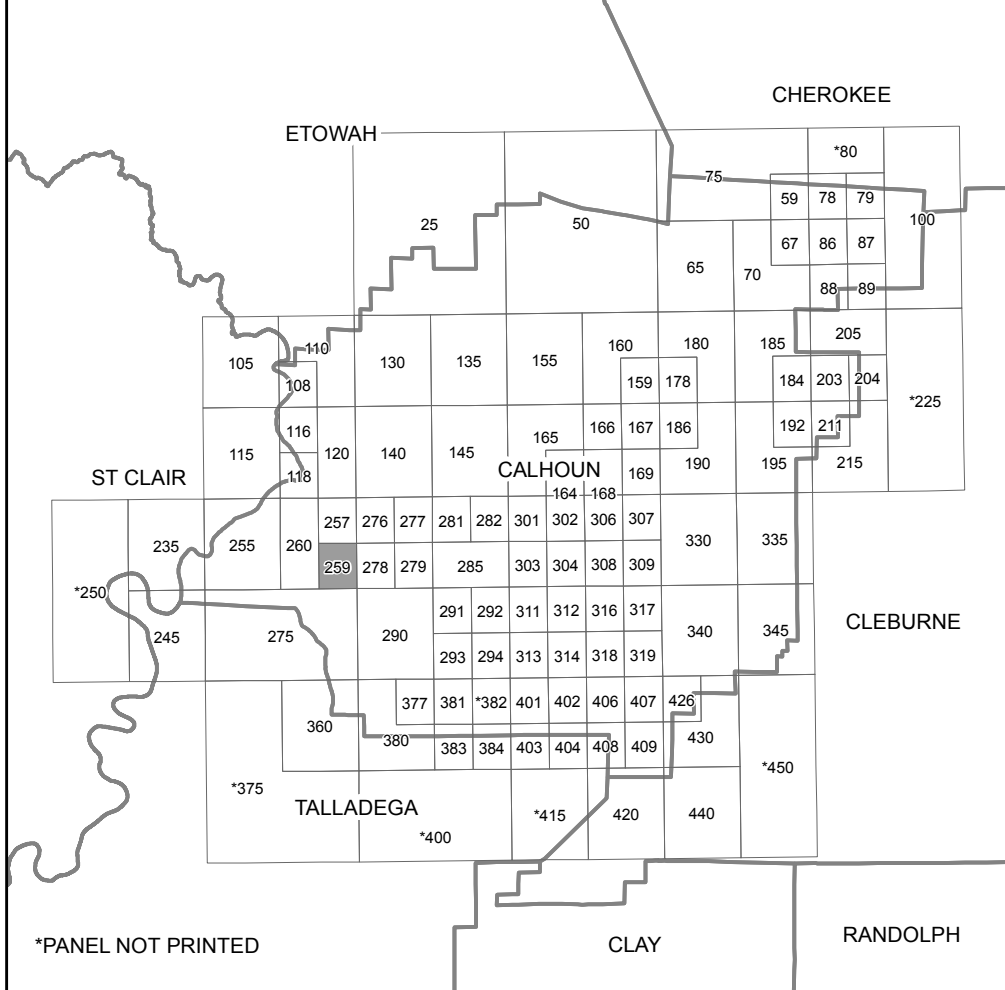 CHEROKEE
ETOWAH
*80
75
59 78 79
25 50 100
67 86 87
65 70
88 89
205
110 160 180 185
105 130 135 155
108 159 178 184 203 204
*225
116 166 167 186 192 211
115 120 140 145 165
190 195 215
ST CLAIR CALHOUN 169
118
164 168
257 276 277 281 282 301 302 306 307
235 255 260 330 335
259 278 279 285 303 304 308 309
*250
291 292 311 312 316 317
CLEBURNE
245 275 290 340 345
293 294 313 314 318 319
377 381 *382 401 402 406 407 426
360
380 383 384 403 404 408 409 430
*450
*375
TALLADEGA *415 420 440
*400
*PANEL NOT PRINTED CLAY RANDOLPH